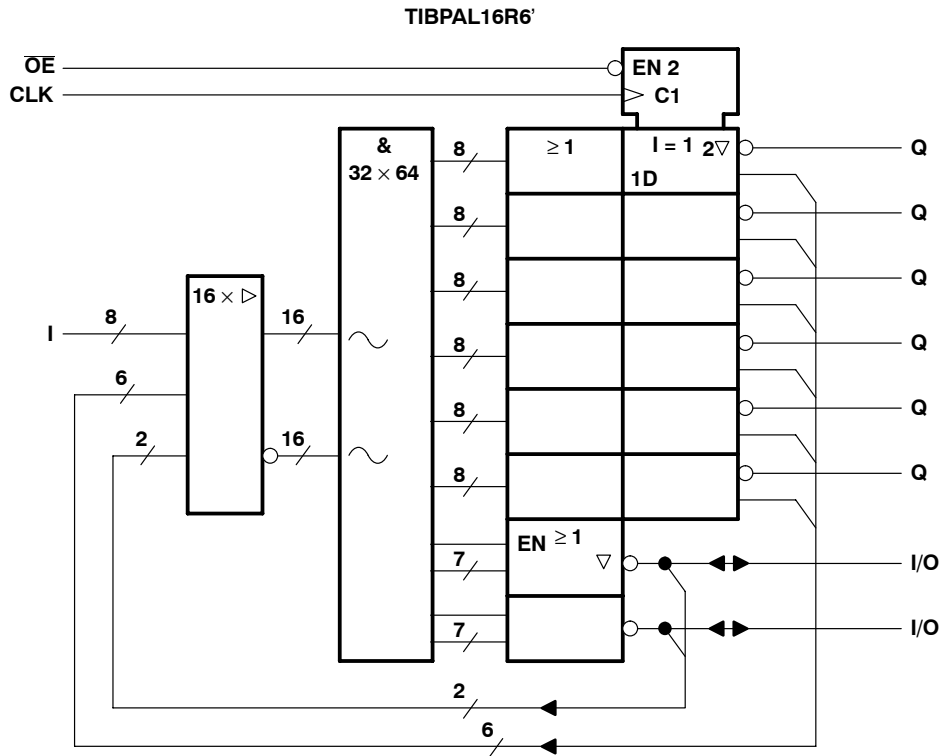 TIBPAL16R6'
OE
EN 2
CLK
C1
&
32 × 64
8
≥ 1
I = 1 2▽
1D
Q
8
Q
8
Q
16 × ▷
I
8
16
8
Q
6
8
Q
2
16
8
Q
EN ≥ 1
▽
7
I/O
7
I/O
2
6